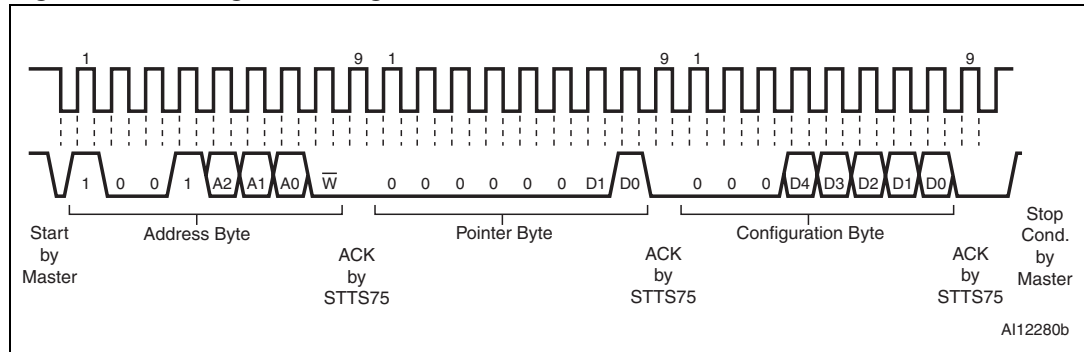 1 9 1 9 1 9
1 0 0 1 A2 A1 A0 W 0 0 0 0 0 0 D1 D0 0 0 0 D4 D3 D2 D1 D0
Start
by
Master
Address Byte
ACK
by
STTS75
Pointer Byte
ACK
by
STTS75
Configuration Byte
ACK
by
STTS75
Stop
Cond.
by
Master
AI12280b